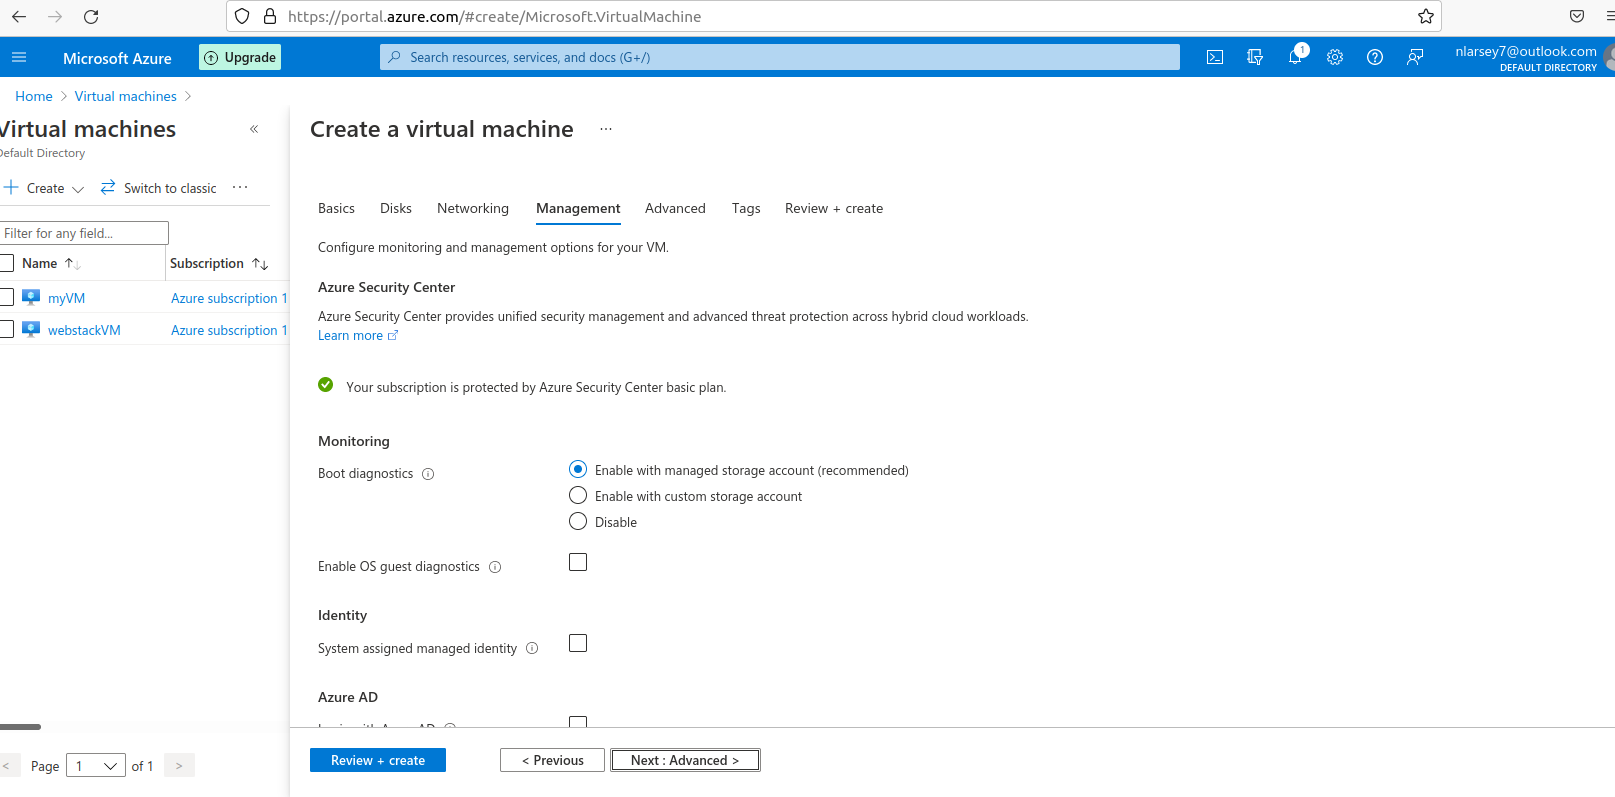 https://portal.azure.com/#create/Microsoft.VirtualMachine
Microsoft Azure
Upgrade
Search resources, services, and docs (G+/)
1
nlarsey7@outlook.com
DEFAULT DIRECTORY
Home > Virtual machines >
Virtual machines
«
Default Directory
Create
Switch to classic
...
Filter for any field...
Name
Subscription
myVM
Azure subscription 1
webstackVM
Azure subscription 1
< Page 1 of 1 >
Create a virtual machine ...
Basics
Disks
Networking
Management
Advanced
Tags
Review + create
Configure monitoring and management options for your VM.
Azure Security Center
Azure Security Center provides unified security management and advanced threat protection across hybrid cloud workloads.
Learn more
Your subscription is protected by Azure Security Center basic plan.
Monitoring
Boot diagnostics
Enable with managed storage account (recommended)
Enable with custom storage account
Disable
Enable OS guest diagnostics
Identity
System assigned managed identity
Azure AD
Review + create
< Previous
Next : Advanced >